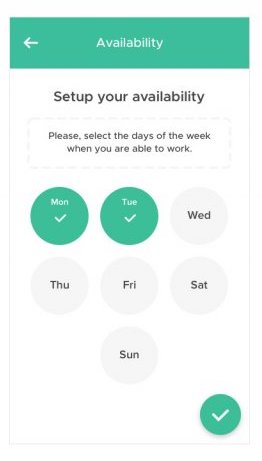 Availability
Setup your availability
Please, select the days of the week
when you are able to work.
Mon
Tue
Wed
Thu
Fri
Sat
Sun